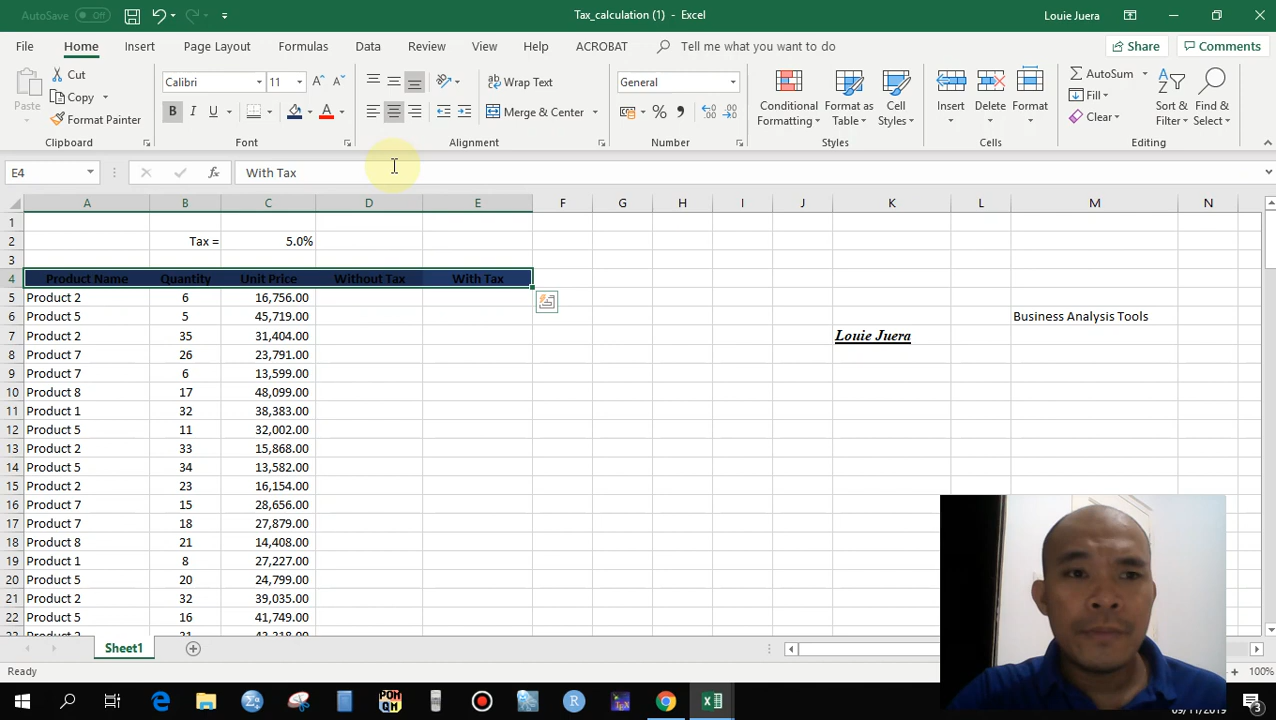 AutoSave Off
Tax_calculation (1) - Excel
Louie Juera
File Home Insert Page Layout Formulas Data Review View Help ACROBAT Tell me what you want to do Share Comments
Paste Cut Copy Format Painter
Calibri 11
B I U
Wrap Text
Merge & Center
General
Conditional Formatting
Format as Table
Cell Styles
Insert Delete Format
AutoSum Fill Clear
Sort & Filter
Find & Select
Clipboard Font Alignment Number Styles Cells Editing
E4 fx With Tax
A B C D E F G H I J K L M N
1
2 Tax = 5.0%
3
4 Product Name Quantity Unit Price Without Tax With Tax
5 Product 2 6 16,756.00
6 Product 5 5 45,719.00 Business Analysis Tools
7 Product 2 35 31,404.00 Louie Juera
8 Product 7 26 23,791.00
9 Product 7 6 13,599.00
10 Product 8 17 48,099.00
11 Product 1 32 38,383.00
12 Product 5 11 32,002.00
13 Product 2 33 15,868.00
14 Product 5 34 13,582.00
15 Product 2 23 16,154.00
16 Product 7 15 28,656.00
17 Product 7 18 27,879.00
18 Product 8 21 14,408.00
19 Product 1 8 27,227.00
20 Product 5 20 24,799.00
21 Product 2 32 39,035.00
22 Product 5 16 41,749.00
Sheet1
Ready 100%
09/11/2019